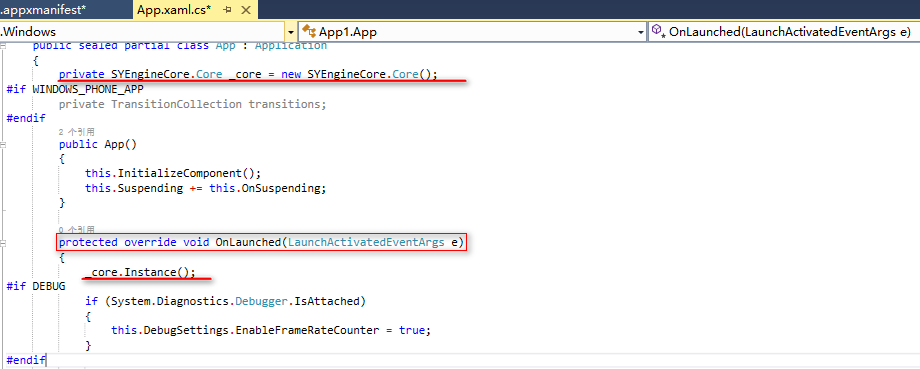 .appxmanifest*
App.xaml.cs*
.Windows
App1.App
OnLaunched(LaunchActivatedEventArgs e)
public sealed partial class App : Application
{
private SYEngineCore.Core _core = new SYEngineCore.Core();
#if WINDOWS_PHONE_APP
private TransitionCollection transitions;
#endif
2 个引用
public App()
{
this.InitializeComponent();
this.Suspending += this.OnSuspending;
}
0 个引用
protected override void OnLaunched(LaunchActivatedEventArgs e)
{
_core.Instance();
#if DEBUG
if (System.Diagnostics.Debugger.IsAttached)
{
this.DebugSettings.EnableFrameRateCounter = true;
}
#endif